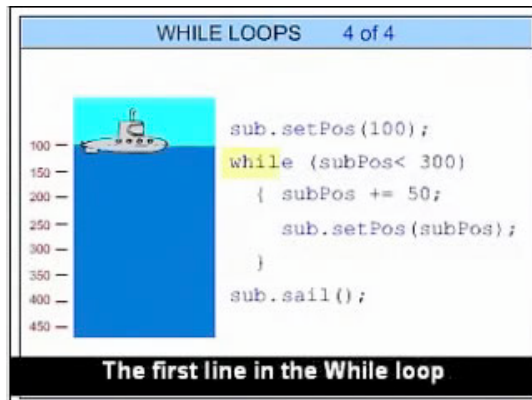 WHILE LOOPS 4 of 4
sub.setPos(100);
while (subPos< 300)
{ subPos += 50;
sub.setPos(subPos);
}
sub.sail();
100
150
200
250
300
350
400
450
The first line in the While loop